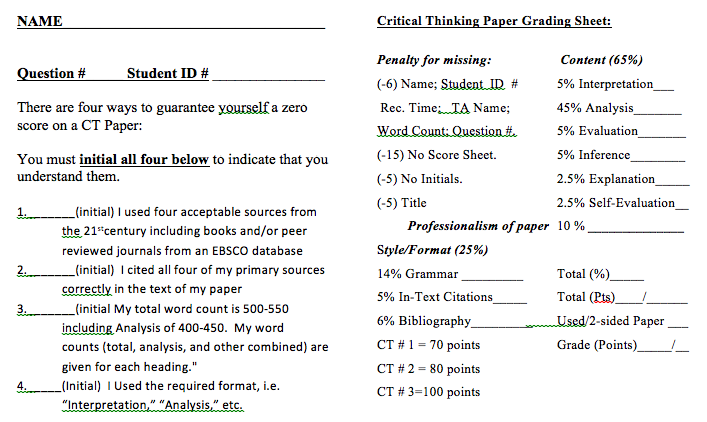 NAME
Question # Student ID # _______________
There are four ways to guarantee yourself a zero
score on a CT Paper:
You must initial all four below to indicate that you
understand them.
1. ______(initial) I used four acceptable sources from
the 21st century including books and/or peer
reviewed journals from an EBSCO database
2. ______(initial) I cited all four of my primary sources
correctly in the text of my paper
3. ______(initial My total word count is 500-550
including Analysis of 400-450. My word
counts (total, analysis, and other combined) are
given for each heading."
4. _____(Initial) I Used the required format, i.e.
“Interpretation,” “Analysis,” etc.
Critical Thinking Paper Grading Sheet:
Penalty for missing: Content (65%)
(-6) Name; Student ID # 5% Interpretation___
Rec. Time; TA Name; 45% Analysis_______
Word Count; Question #. 5% Evaluation_______
(-15) No Score Sheet. 5% Inference________
(-5) No Initials. 2.5% Explanation_____
(-5) Title 2.5% Self-Evaluation__
Professionalism of paper 10 % ______________
Style/Format (25%)
14% Grammar _________ Total (%)_____
5% In-Text Citations_____ Total (Pts)____/______
6% Bibliography________ Used/2-sided Paper ___
CT # 1 = 70 points Grade (Points)_____/__
CT # 2 = 80 points
CT # 3=100 points